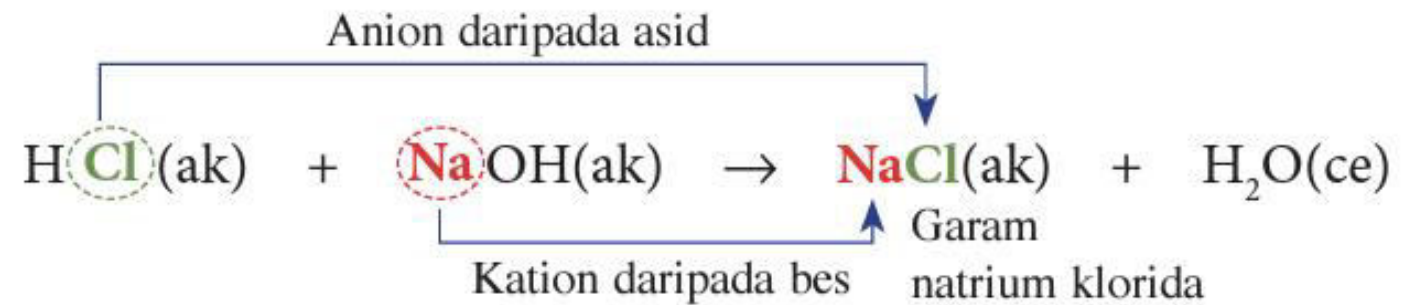 Anion daripada asid
HCl(ak) + NaOH(ak) → NaCl(ak) + H₂O(ce)
Garam
natrium klorida
Kation daripada bes